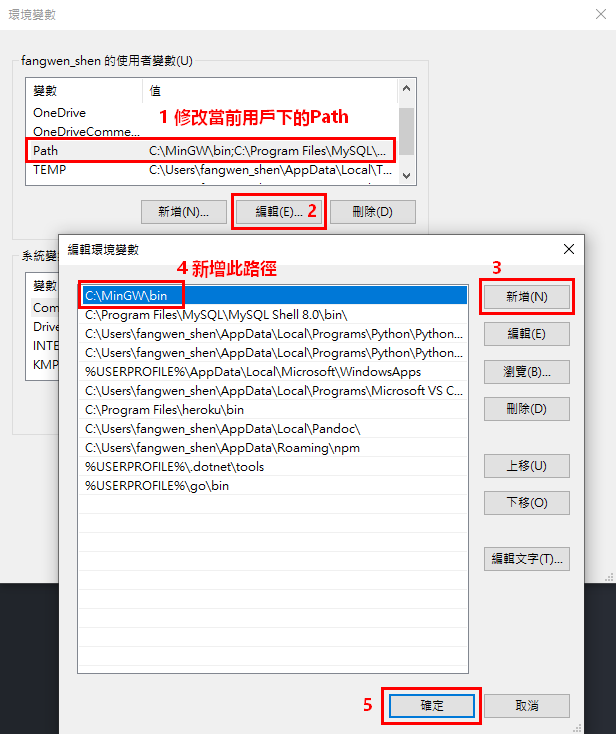 環境變數
fangwen_shen 的使用者變數(U)
變數 值
OneDrive
1 修改當前用戶下的Path
OneDriveComme...
Path C:\MinGW\bin;C:\Program Files\MySQL\...
TEMP C:\Users\fangwen_shen\AppData\Local\T...
新增(N)... 編輯(E)... 2 刪除(D)
系統變
變數
Com
Drive
INTE
KMP
編輯環境變數
4 新增此路徑
3
C:\MinGW\bin
C:\Program Files\MySQL\MySQL Shell 8.0\bin\
C:\Users\fangwen_shen\AppData\Local\Programs\Python\Python...
C:\Users\fangwen_shen\AppData\Local\Programs\Python\Python...
%USERPROFILE%\AppData\Local\Microsoft\WindowsApps
C:\Users\fangwen_shen\AppData\Local\Programs\Microsoft VS C...
C:\Program Files\heroku\bin
C:\Users\fangwen_shen\AppData\Local\Pandoc\
C:\Users\fangwen_shen\AppData\Roaming\npm
%USERPROFILE%\.dotnet\tools
%USERPROFILE%\go\bin
新增(N)
編輯(E)
瀏覽(B)...
刪除(D)
上移(U)
下移(O)
編輯文字(T)...
5 確定 取消